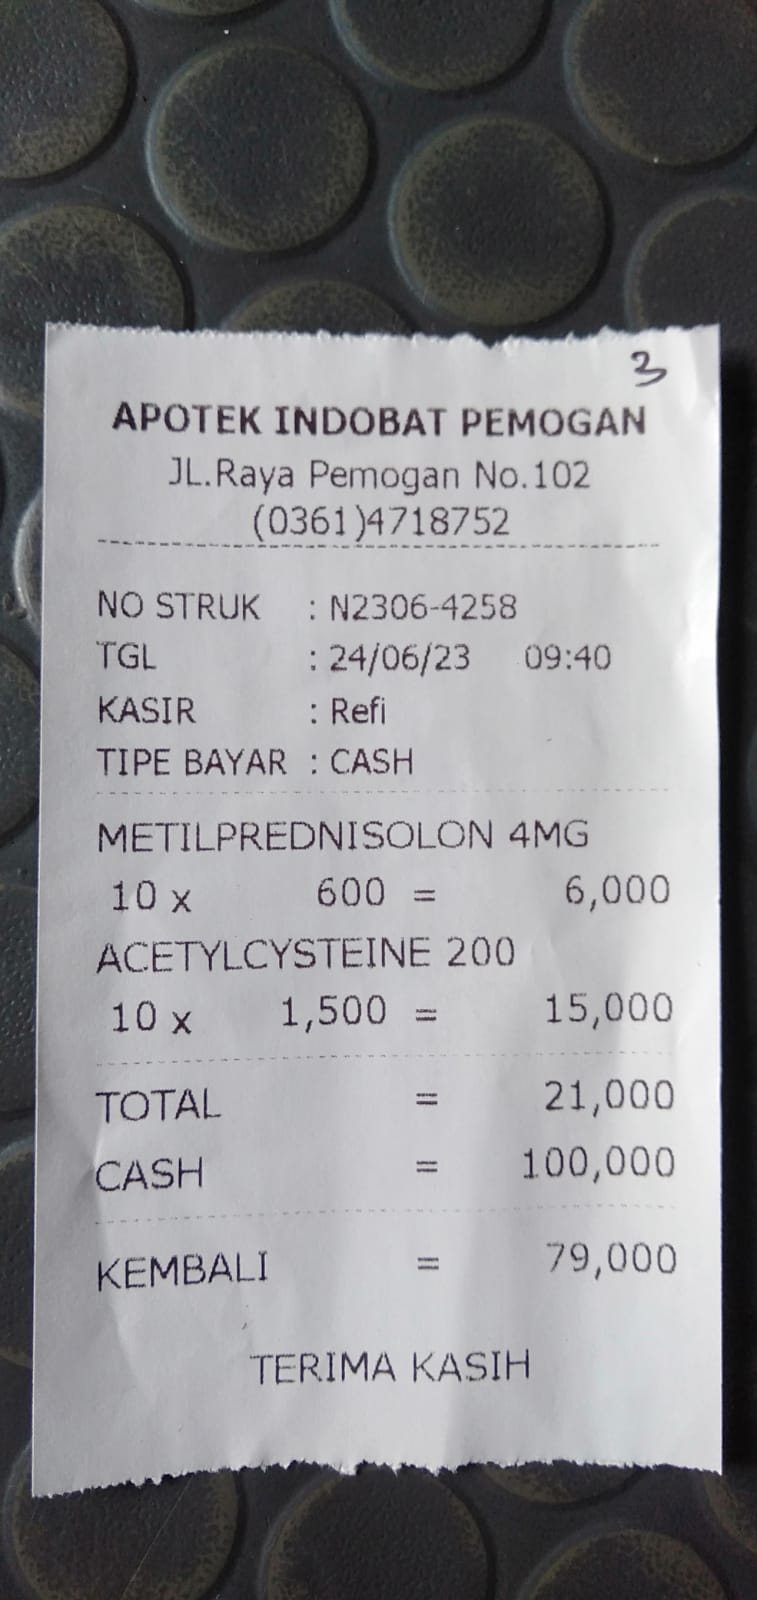 3
APOTEK INDOBAT PEMOGAN
JL.Raya Pemogan No.102
(0361)4718752
NO STRUK : N2306-4258
TGL : 24/06/23 09:40
KASIR : Refi
TIPE BAYAR : CASH
METILPREDNISOLON 4MG
10 x 600 = 6,000
ACETYLCYSTEINE 200
10 x 1,500 = 15,000
TOTAL = 21,000
CASH = 100,000
KEMBALI = 79,000
TERIMA KASIH